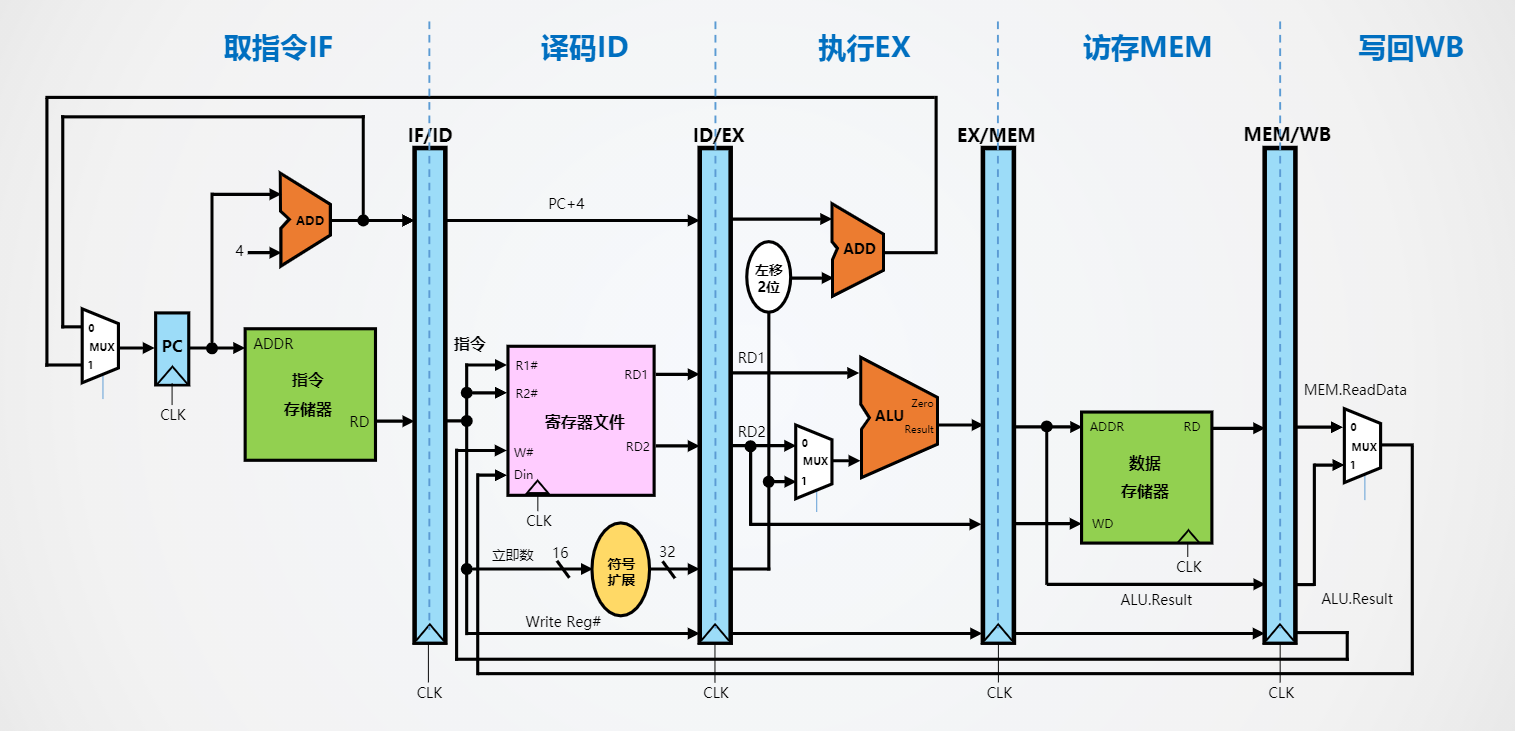 取指令IF
译码ID
执行EX
访存MEM
写回WB
IF/ID
ID/EX
EX/MEM
MEM/WB
ADD
4
PC+4
ADD
左移
2位
0
MUX
1
PC
CLK
ADDR
指令
存储器
RD
指令
R1#
R2#
W#
Din
寄存器文件
RD1
RD2
CLK
立即数
16
符号
扩展
32
Write Reg#
RD1
RD2
0
MUX
1
ALU
Zero
Result
ADDR
RD
数据
存储器
WD
CLK
ALU.Result
MEM.ReadData
0
MUX
1
ALU.Result
CLK
CLK
CLK
CLK